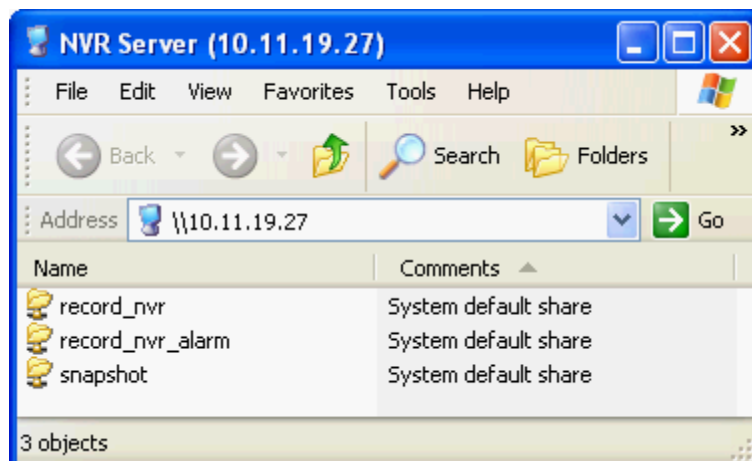 NVR Server (10.11.19.27)
File Edit View Favorites Tools Help
Back Search Folders »
Address \\10.11.19.27 Go
Name Comments
record_nvr System default share
record_nvr_alarm System default share
snapshot System default share
3 objects